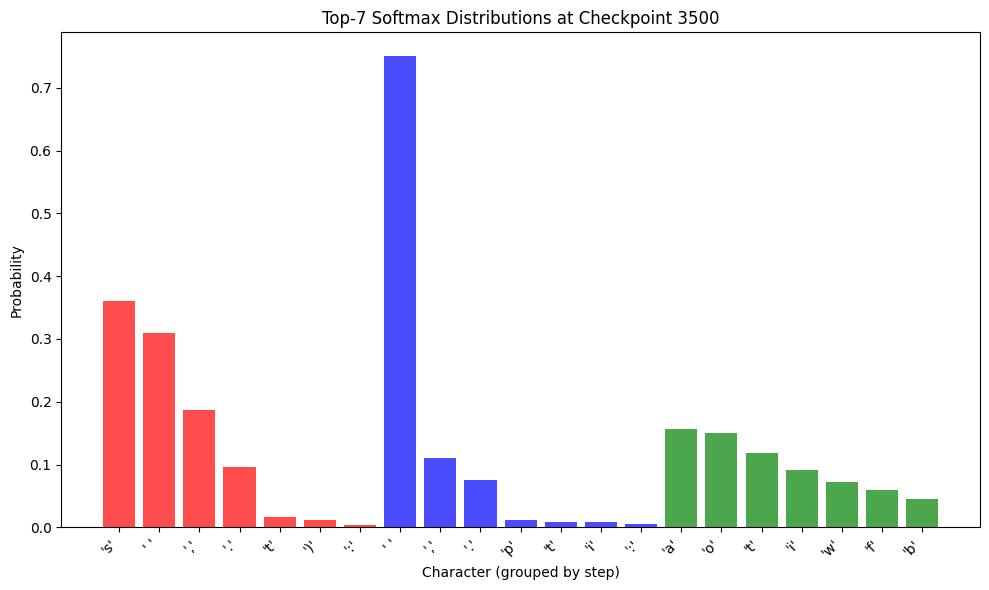 Top-7 Softmax Distributions at Checkpoint 3500
Probability
0.7
0.6
0.5
0.4
0.3
0.2
0.1
0.0
's' ' ' ',' '.' 't' ')' ':' ' ' ',' '.' 'p' 't' 'i' ':' 'a' 'o' 't' 'i' 'w' 'f' 'b'
Character (grouped by step)